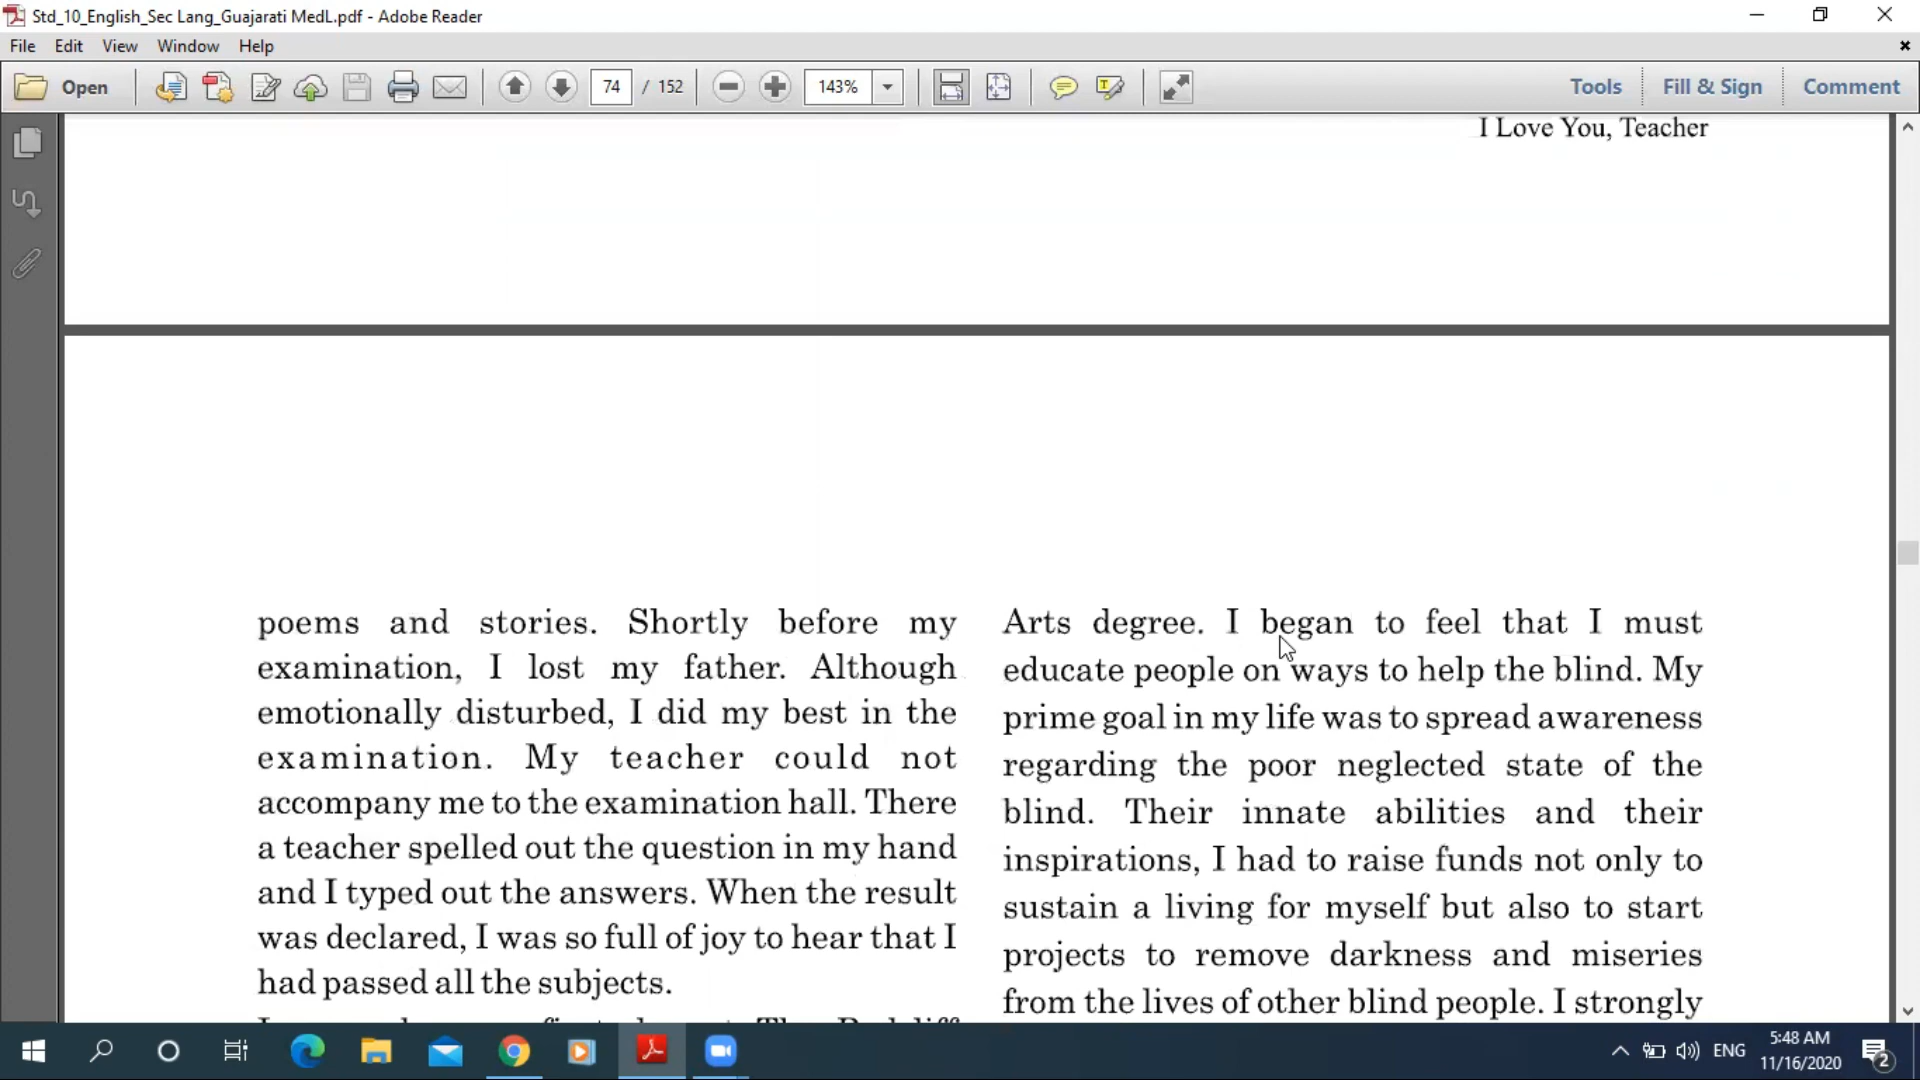 Std_10_English_Sec Lang_Guajarati MedL.pdf - Adobe Reader
File Edit View Window Help
Open 74 / 152 143% Tools Fill & Sign Comment
I Love You, Teacher
poems and stories. Shortly before my
examination, I lost my father. Although
emotionally disturbed, I did my best in the
examination. My teacher could not
accompany me to the examination hall. There
a teacher spelled out the question in my hand
and I typed out the answers. When the result
was declared, I was so full of joy to hear that I
had passed all the subjects.
Arts degree. I began to feel that I must
educate people on ways to help the blind. My
prime goal in my life was to spread awareness
regarding the poor neglected state of the
blind. Their innate abilities and their
inspirations, I had to raise funds not only to
sustain a living for myself but also to start
projects to remove darkness and miseries
from the lives of other blind people. I strongly
ENG
5:48 AM
11/16/2020
2